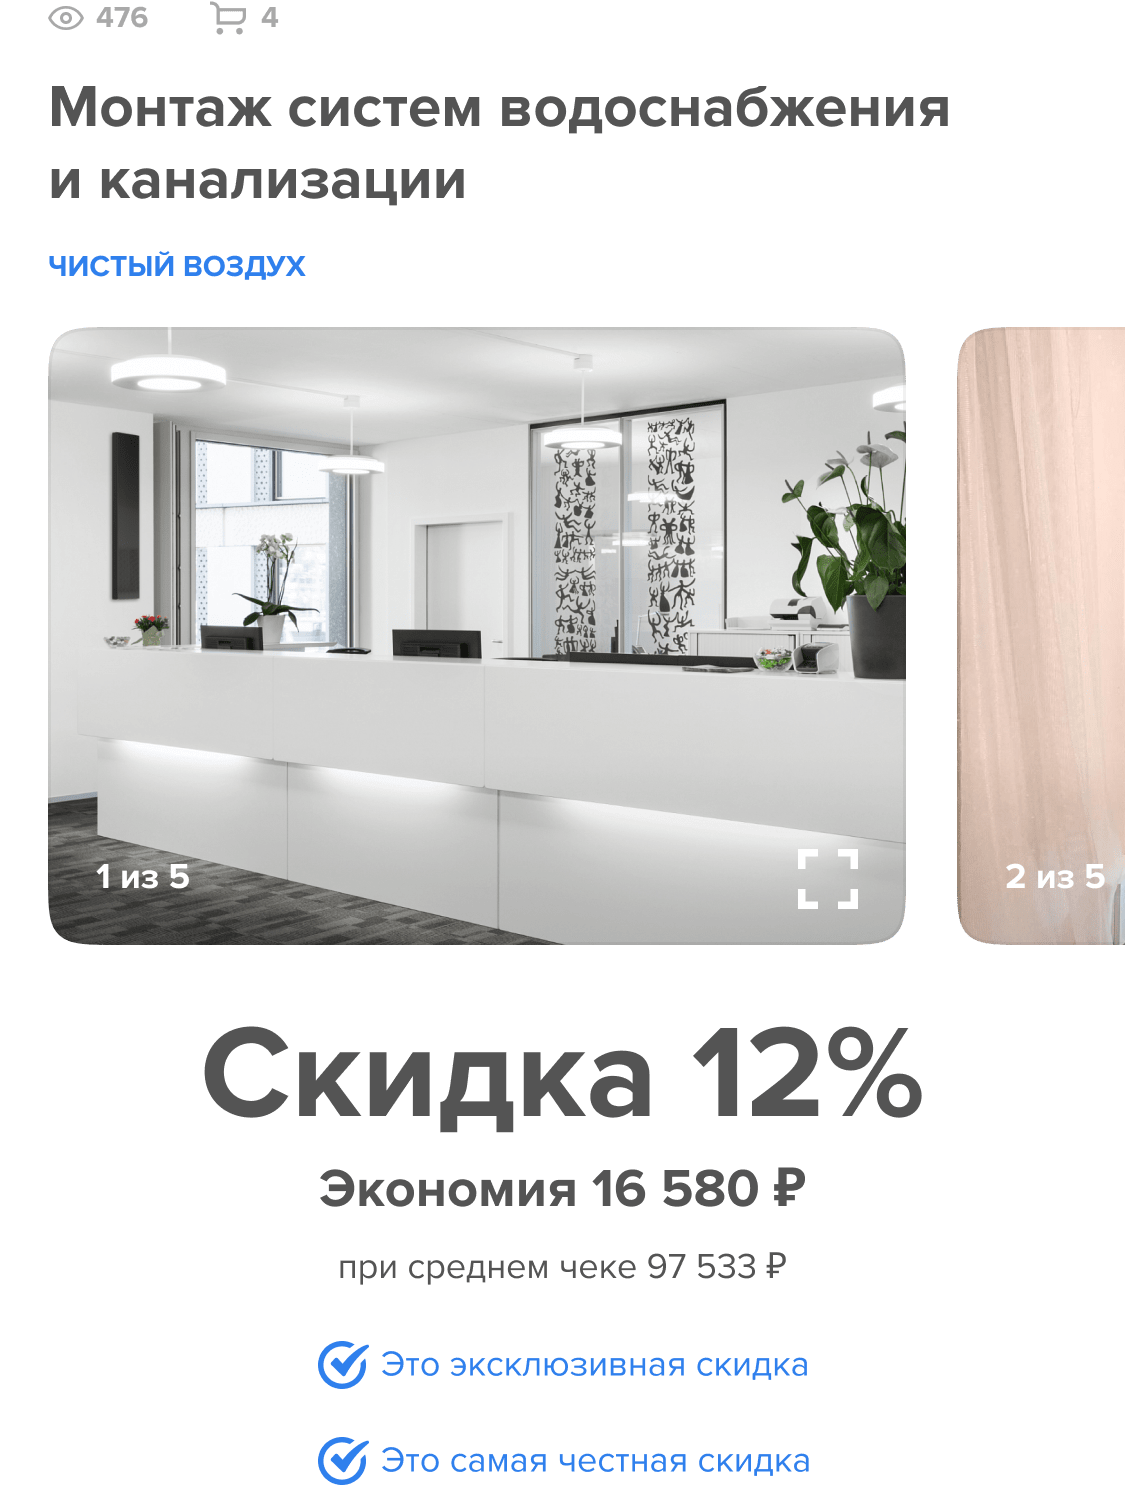 476 4
Монтаж систем водоснабжения
и канализации
ЧИСТЫЙ ВОЗДУХ
1 из 5
2 из 5
Скидка 12%
Экономия 16 580 ₽
при среднем чеке 97 533 ₽
Это эксклюзивная скидка
Это самая честная скидка